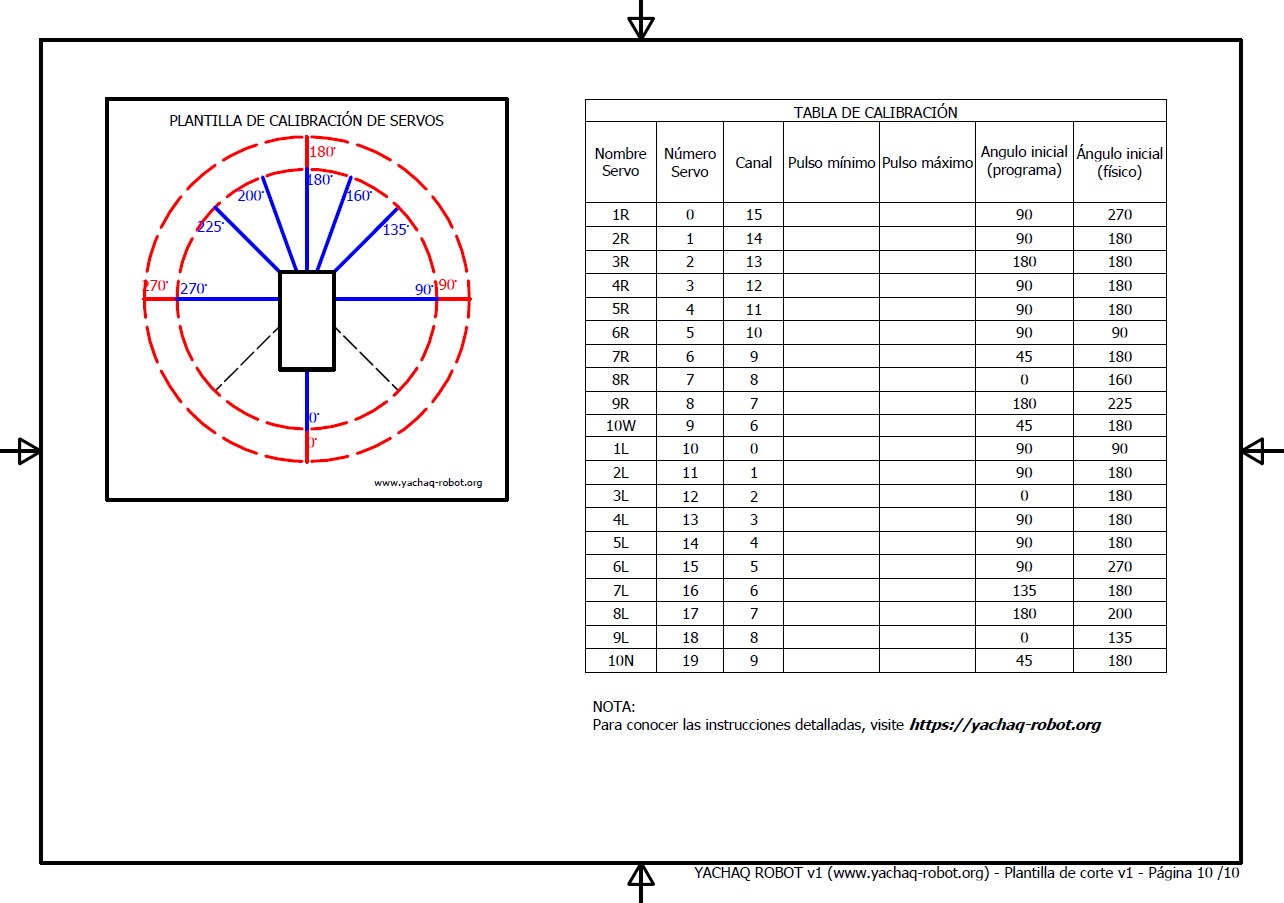 PLANTILLA DE CALIBRACIÓN DE SERVOS
180°
180°
200°
160°
225°
135°
270°
270°
90°
90°
0°
0°
www.yachaq-robot.org
TABLA DE CALIBRACIÓN
Nombre Servo Número Servo Canal Pulso mínimo Pulso máximo Angulo inicial (programa) Ángulo inicial (físico)
1R 0 15 90 270
2R 1 14 90 180
3R 2 13 180 180
4R 3 12 90 180
5R 4 11 90 180
6R 5 10 90 90
7R 6 9 45 180
8R 7 8 0 160
9R 8 7 180 225
10W 9 6 45 180
1L 10 0 90 90
2L 11 1 90 180
3L 12 2 0 180
4L 13 3 90 180
5L 14 4 90 180
6L 15 5 90 270
7L 16 6 135 180
8L 17 7 180 200
9L 18 8 0 135
10N 19 9 45 180
NOTA:
Para conocer las instrucciones detalladas, visite https://yachaq-robot.org
YACHAQ ROBOT v1 (www.yachaq-robot.org) - Plantilla de corte v1 - Página 10 /10